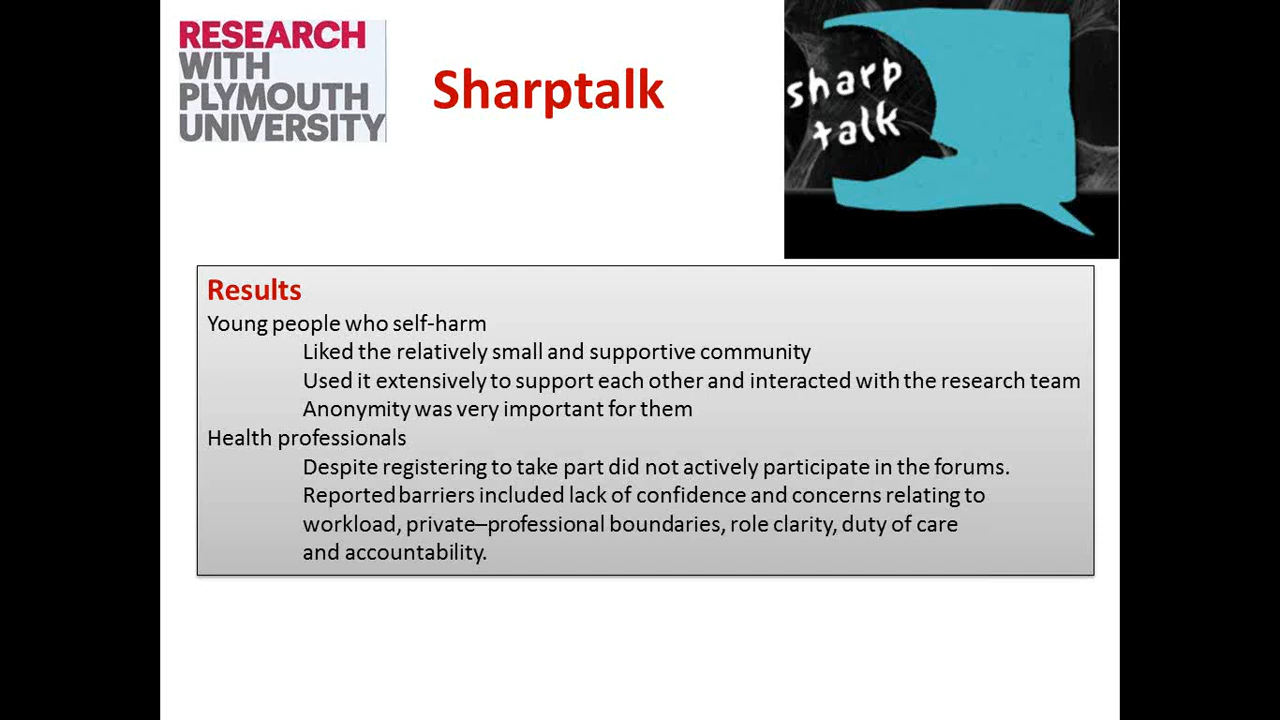 RESEARCH
WITH
PLYMOUTH
UNIVERSITY
Sharptalk
sharp
talk
Results
Young people who self-harm
Liked the relatively small and supportive community
Used it extensively to support each other and interacted with the research team
Anonymity was very important for them
Health professionals
Despite registering to take part did not actively participate in the forums.
Reported barriers included lack of confidence and concerns relating to
workload, private–professional boundaries, role clarity, duty of care
and accountability.